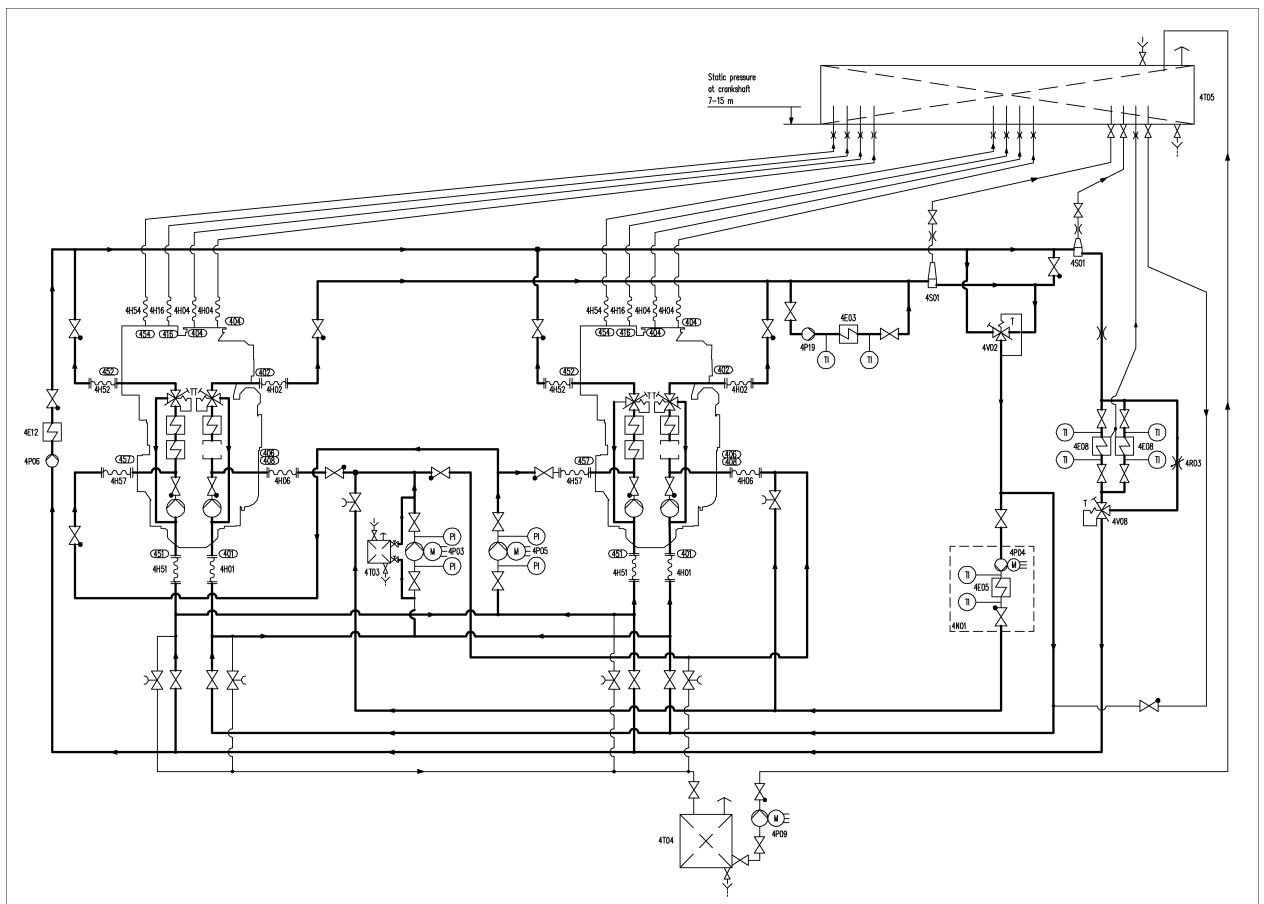 Static pressure
at crankshaft
7-15 m
4T05
4S01
4S01
4H54
4H16
4H04
4H04
454
416
404
404
4H54
4H16
4H04
4H04
454
416
404
404
4P19
4E03
TI
TI
T
4V02
452
4H52
402
4H02
T
T
452
4H52
402
4H02
T
T
4E12
4P06
457
4H57
406
408
4H06
457
4H57
406
408
4H06
TI
4E08
TI
TI
4E08
TI
4R03
T
4V08
PI
M
4P03
PI
PI
M
4P05
PI
4T03
451
4H51
401
4H01
451
4H51
401
4H01
4P04
M
TI
4E05
TI
4N01
4T04
M
4P09